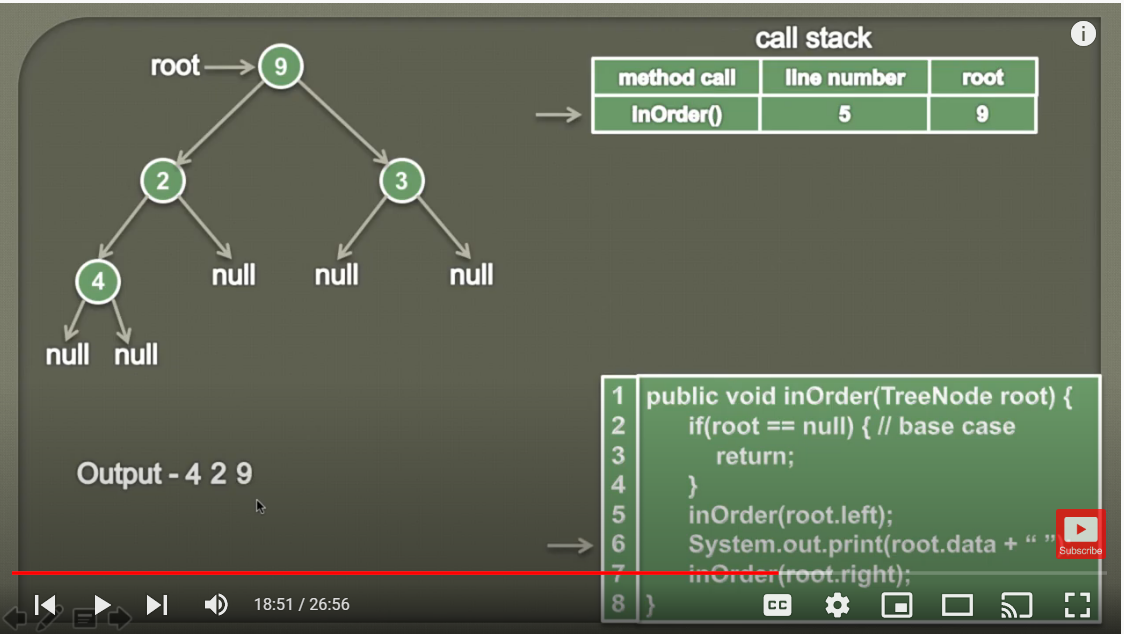 call stack
root
9
method call line number root
InOrder() 5 9
2
3
4
null null null
null null
Output - 4 2 9
1 public void inOrder(TreeNode root) {
2 if(root == null) { // base case
3 return;
4 }
5 inOrder(root.left);
6 System.out.print(root.data + “ ”)
7 inOrder(root.right);
8 }
Subscribe
18:51 / 26:56
CC